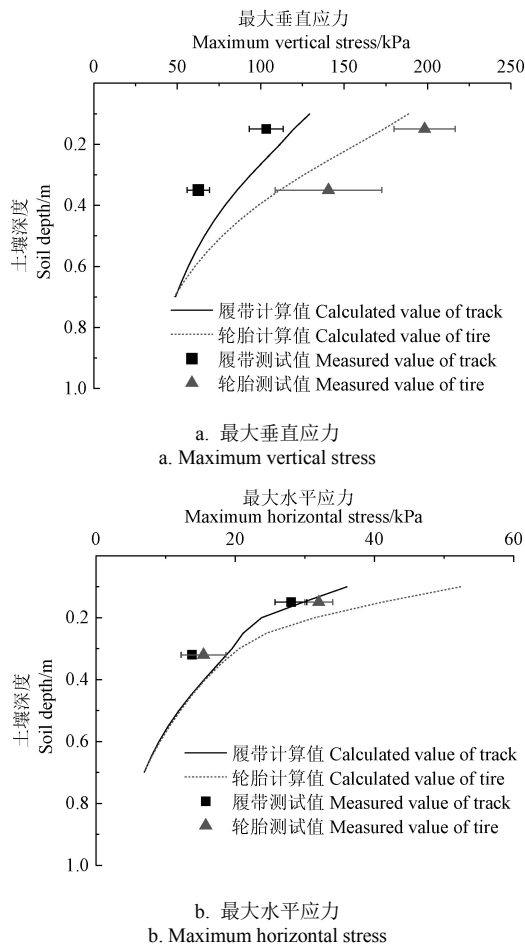 最大垂直应力
Maximum vertical stress/kPa
0 50 100 150 200 250
0.2
0.4
0.6
0.8
1.0
土壤深度/m
Soil depth/m
履带计算值 Calculated value of track
轮胎计算值 Calculated value of tire
履带测试值 Measured value of track
轮胎测试值 Measured value of tire
a. 最大垂直应力
a. Maximum vertical stress
最大水平应力
Maximum horizontal stress/kPa
0 20 40 60
0.2
0.4
0.6
0.8
1.0
土壤深度/m
Soil depth/m
履带计算值 Calculated value of track
轮胎计算值 Calculated value of tire
履带测试值 Measured value of track
轮胎测试值 Measured value of tire
b. 最大水平应力
b. Maximum horizontal stress